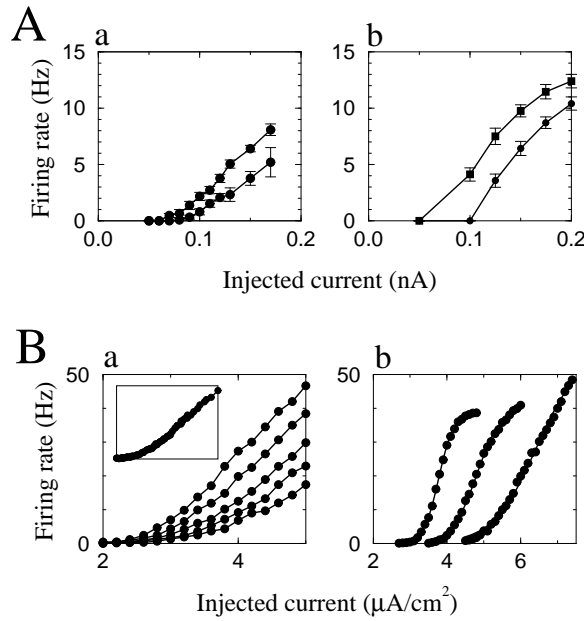 A
a
b
15
10
5
0
0.0
0.1
0.2
15
10
5
0
0.0
0.1
0.2
Firing rate (Hz)
Injected current (nA)
B
a
b
50
0
2
4
50
0
2
4
6
Firing rate (Hz)
Injected current (μA/cm²)